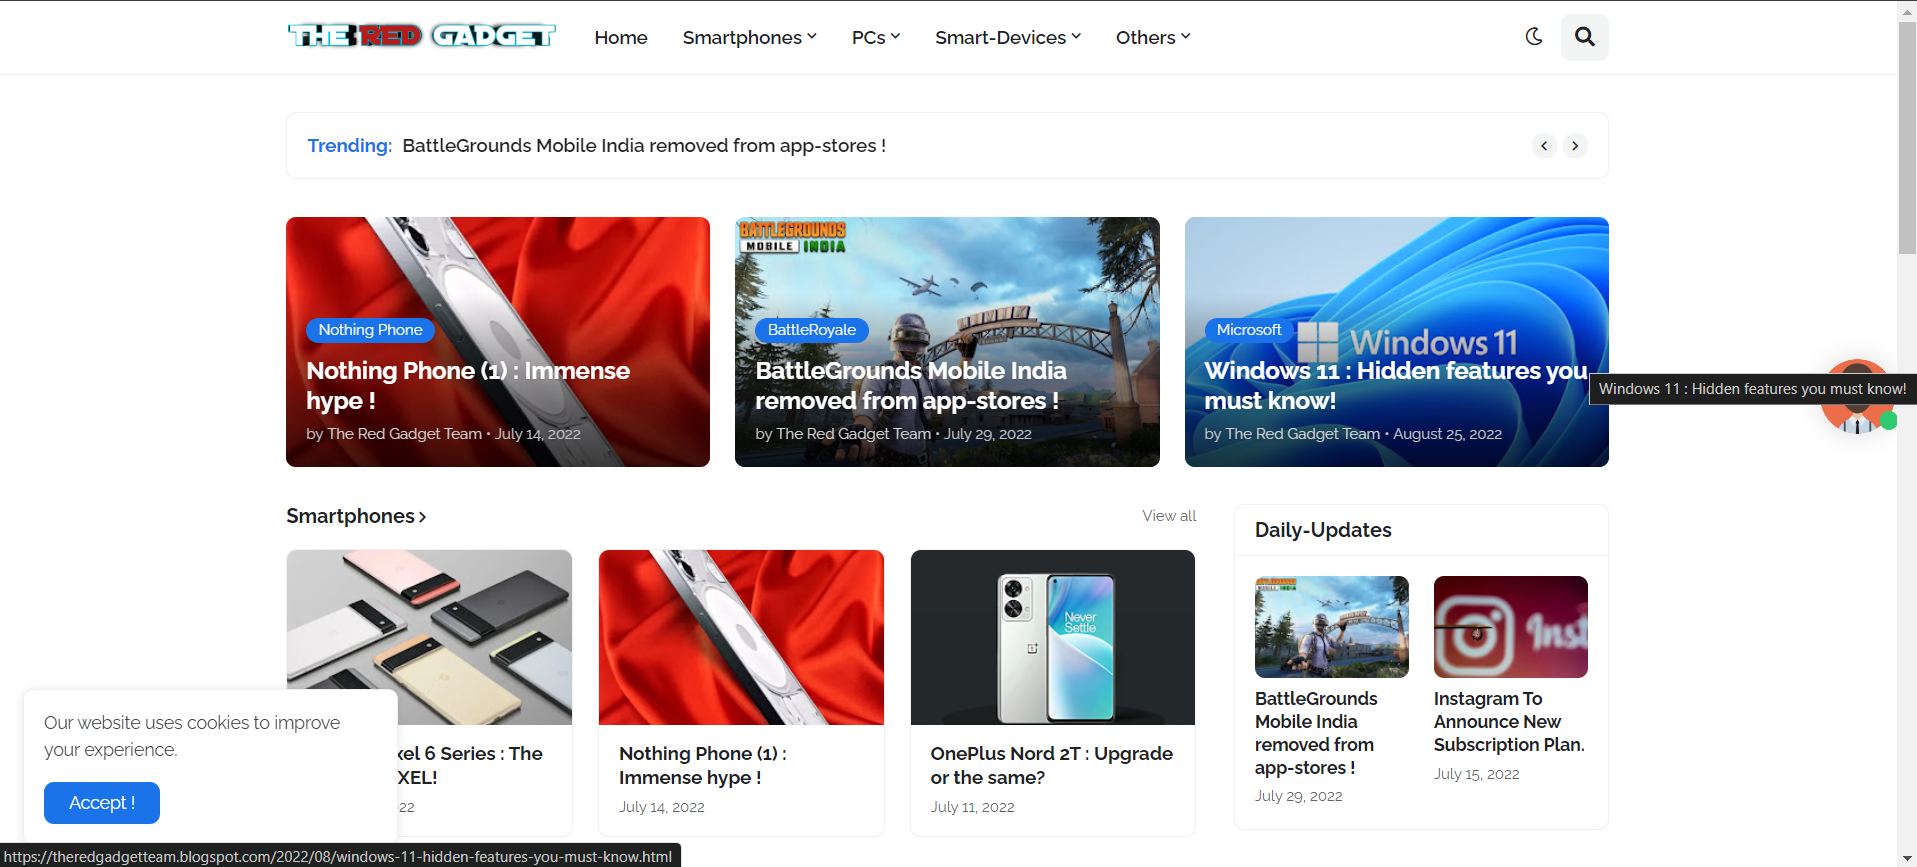 THE RED GADGET
Home
Smartphones
PCs
Smart-Devices
Others
Trending: BattleGrounds Mobile India removed from app-stores !
Nothing Phone
Nothing Phone (1) : Immense
hype !
by The Red Gadget Team • July 14, 2022
BATTLEGROUNDS
MOBILE INDIA
BattleRoyale
BattleGrounds Mobile India
removed from app-stores !
by The Red Gadget Team • July 29, 2022
Windows 11
Microsoft
Windows 11 : Hidden features you
must know!
by The Red Gadget Team • August 25, 2022
Windows 11 : Hidden features you must know!
Smartphones
View all
xel 6 Series : The
XEL!
22
Nothing Phone (1) :
Immense hype !
July 14, 2022
Never
Settle
OnePlus Nord 2T : Upgrade
or the same?
July 11, 2022
Daily-Updates
BATTLEGROUNDS
MOBILE INDIA
BattleGrounds
Mobile India
removed from
app-stores !
July 29, 2022
Inst
Instagram To
Announce New
Subscription Plan.
July 15, 2022
Our website uses cookies to improve
your experience.
Accept !
https://theredgadgetteam.blogspot.com/2022/08/windows-11-hidden-features-you-must-know.html